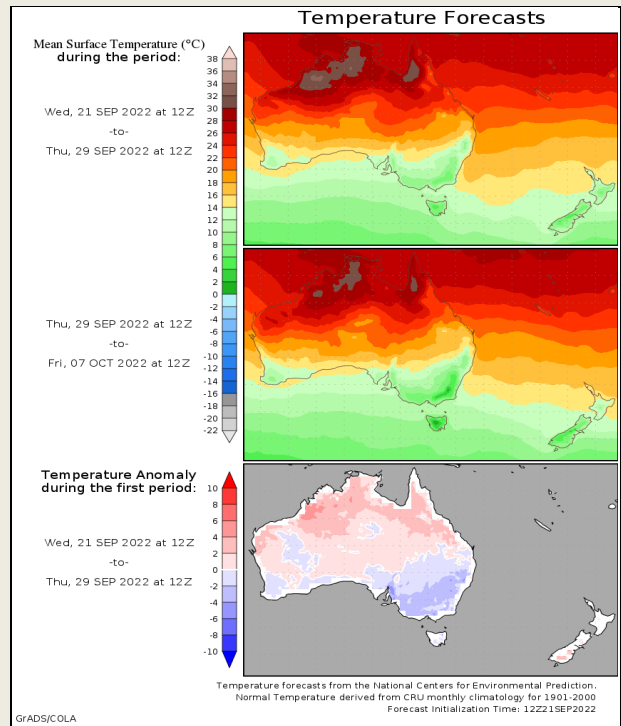 Temperature Forecasts
Mean Surface Temperature (°C)
during the period:
Wed, 21 SEP 2022 at 12Z
-to-
Thu, 29 SEP 2022 at 12Z
38
36
34
32
30
28
26
24
22
20
18
16
14
12
10
8
6
4
2
0
-2
-4
-6
-8
-10
-12
-14
-16
-18
-20
-22
Thu, 29 SEP 2022 at 12Z
-to-
Fri, 07 OCT 2022 at 12Z
Temperature Anomaly
during the first period:
Wed, 21 SEP 2022 at 12Z
-to-
Thu, 29 SEP 2022 at 12Z
10
8
6
4
2
0
-2
-4
-6
-8
-10
Temperature forecasts from the National Centers for Environmental Prediction.
Normal Temperature derived from CRU monthly climatology for 1901-2000
Forecast Initialization Time: 12Z21SEP2022
GrADS/COLA